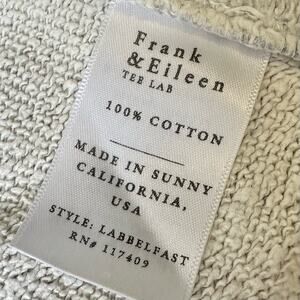 Frank
&Eileen
TEE LAB
100% COTTON
MADE IN SUNNY
CALIFORNIA,
USA
STYLE: LABBELFAST
RN# 117409